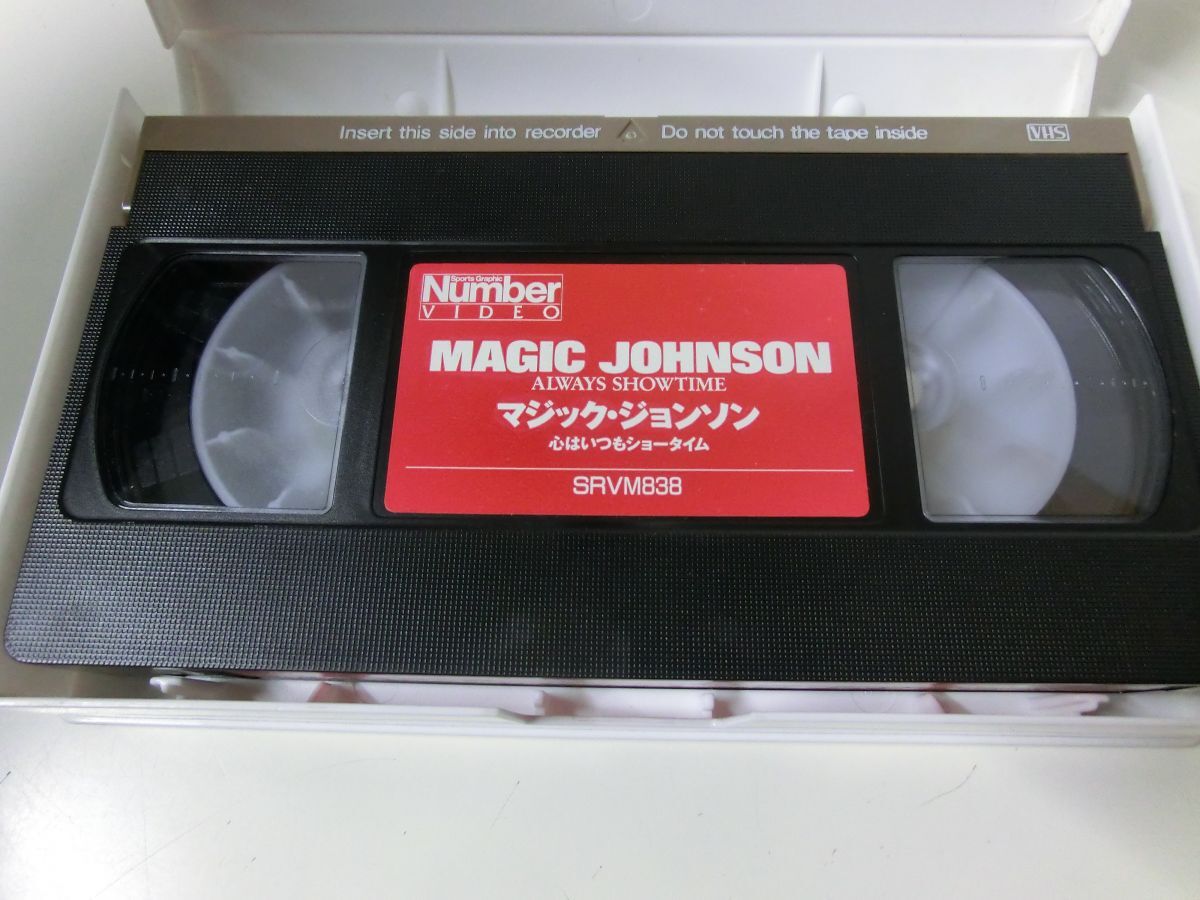 Insert this side into recorder △ Do not touch the tape inside VHS
Sports Graphic
Number
VIDEO
MAGIC JOHNSON
ALWAYS SHOWTIME
マジック・ジョンソン
心はいつもショータイム
SRVM838